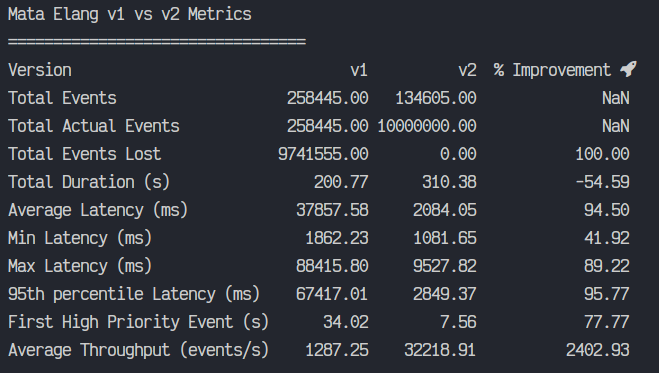 Mata Elang v1 vs v2 Metrics
=================================
Version v1 v2 % Improvement 🚀
Total Events 258445.00 134605.00 NaN
Total Actual Events 258445.00 10000000.00 NaN
Total Events Lost 9741555.00 0.00 100.00
Total Duration (s) 200.77 310.38 -54.59
Average Latency (ms) 37857.58 2084.05 94.50
Min Latency (ms) 1862.23 1081.65 41.92
Max Latency (ms) 88415.80 9527.82 89.22
95th percentile Latency (ms) 67417.01 2849.37 95.77
First High Priority Event (s) 34.02 7.56 77.77
Average Throughput (events/s) 1287.25 32218.91 2402.93